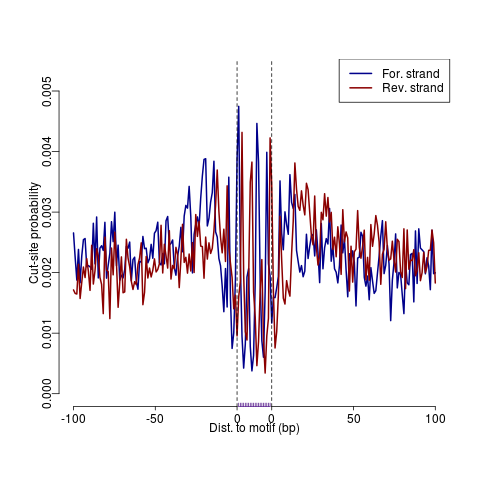 For. strand
Rev. strand
Cut-site probability
0.005
0.004
0.003
0.002
0.001
0.000
-100 -50 0 0 50 100
Dist. to motif (bp)